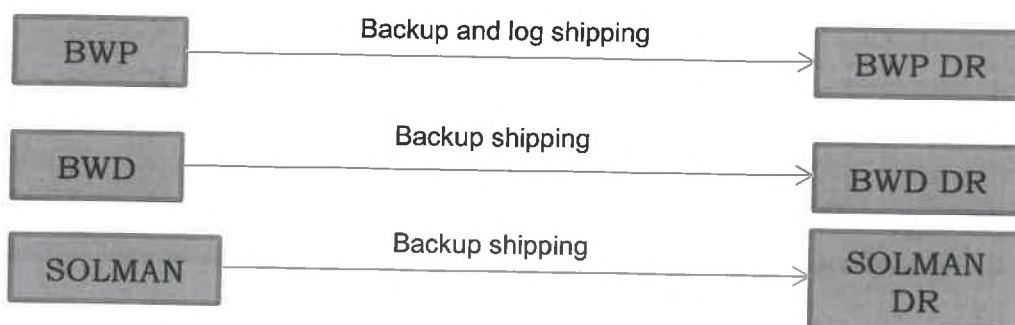 BWP
Backup and log shipping
BWP DR
BWD
Backup shipping
BWD DR
SOLMAN
Backup shipping
SOLMAN
DR